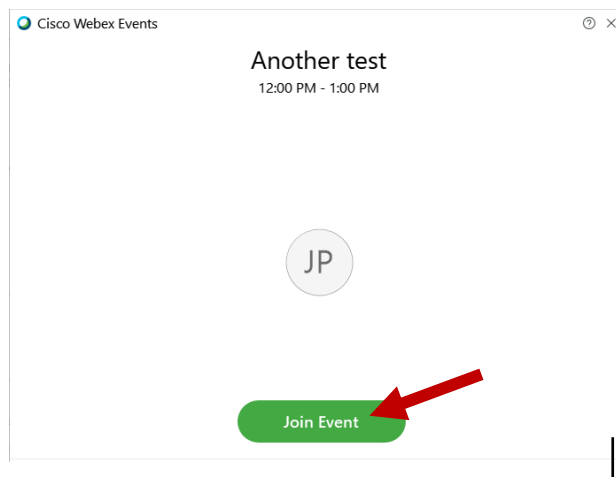 Cisco Webex Events
Another test
12:00 PM - 1:00 PM
JP
Join Event